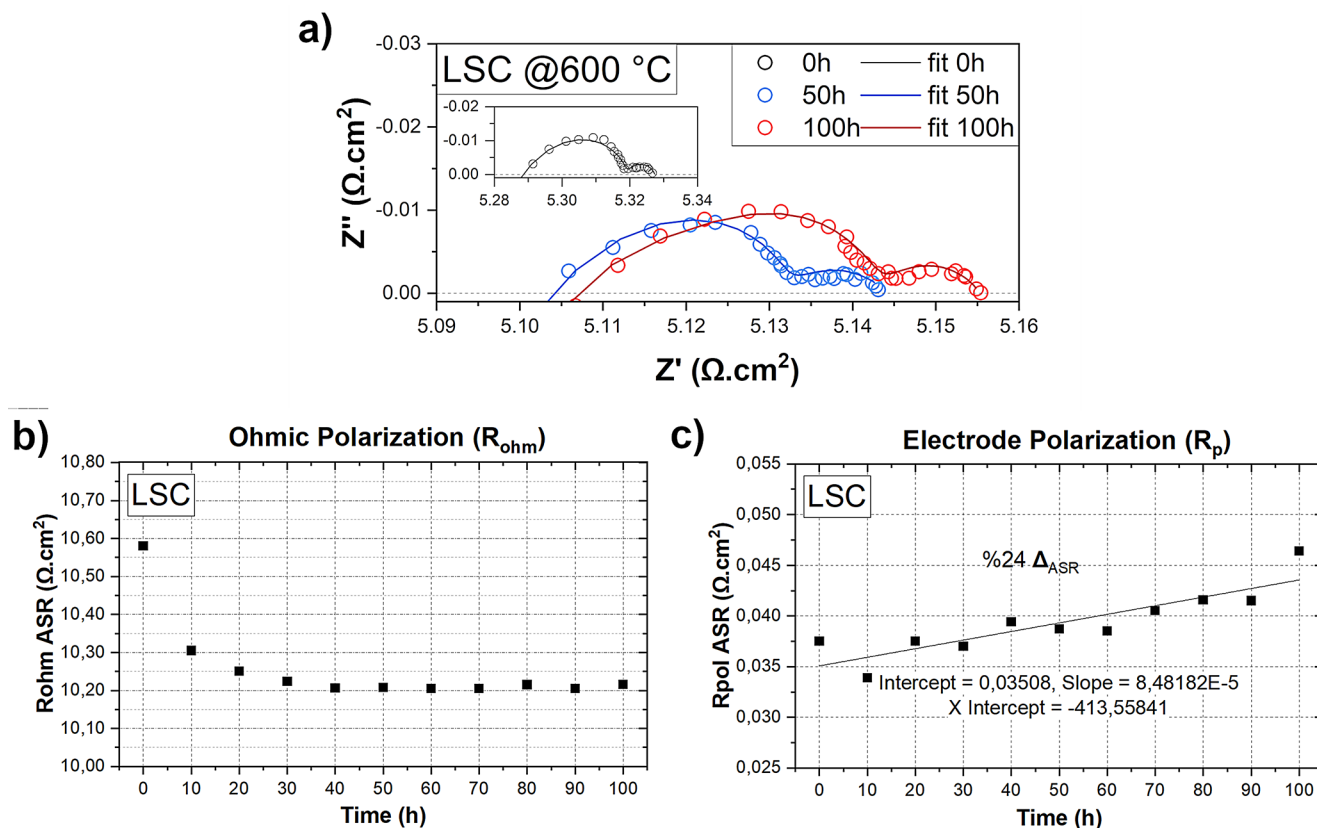 a)
-0.03
-0.02
-0.01
0.00
Z'' (Ω.cm2)
LSC @600 °C
0h fit 0h
50h fit 50h
100h fit 100h
-0.02
-0.01
0.00
5.28 5.30 5.32 5.34
5.09 5.10 5.11 5.12 5.13 5.14 5.15 5.16
Z' (Ω.cm2)
b)
Ohmic Polarization (Rohm)
LSC
10,80
10,70
10,60
10,50
10,40
10,30
10,20
10,10
10,00
Rohm ASR (Ω.cm2)
0 10 20 30 40 50 60 70 80 90 100
Time (h)
c)
Electrode Polarization (Rp)
LSC
0,055
0,050
0,045
0,040
0,035
0,030
0,025
Rpol ASR (Ω.cm2)
%24 ΔASR
Intercept = 0,03508, Slope = 8,48182E-5
X Intercept = -413,55841
0 10 20 30 40 50 60 70 80 90 100
Time (h)